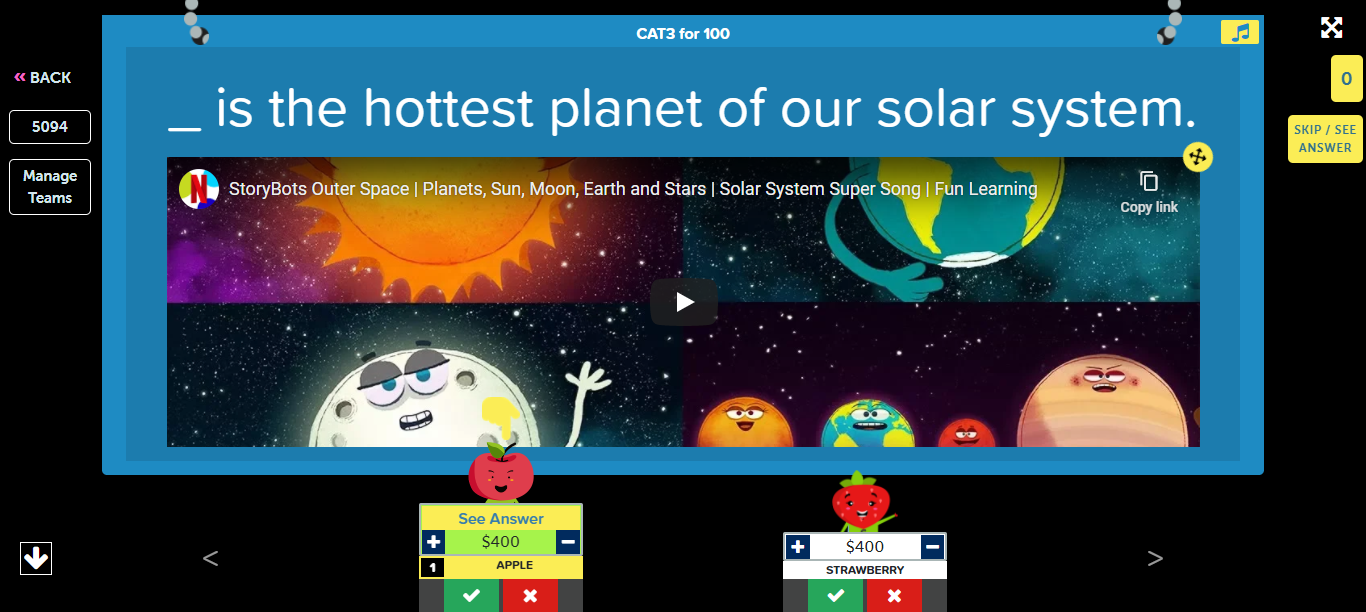 CAT3 for 100
« BACK
0
5094
_ is the hottest planet of our solar system.
SKIP / SEE
ANSWER
Manage
Teams
N
StoryBots Outer Space | Planets, Sun, Moon, Earth and Stars | Solar System Super Song | Fun Learning
Copy link
See Answer
+ $400 −
1 APPLE
+ $400 −
STRAWBERRY
< >